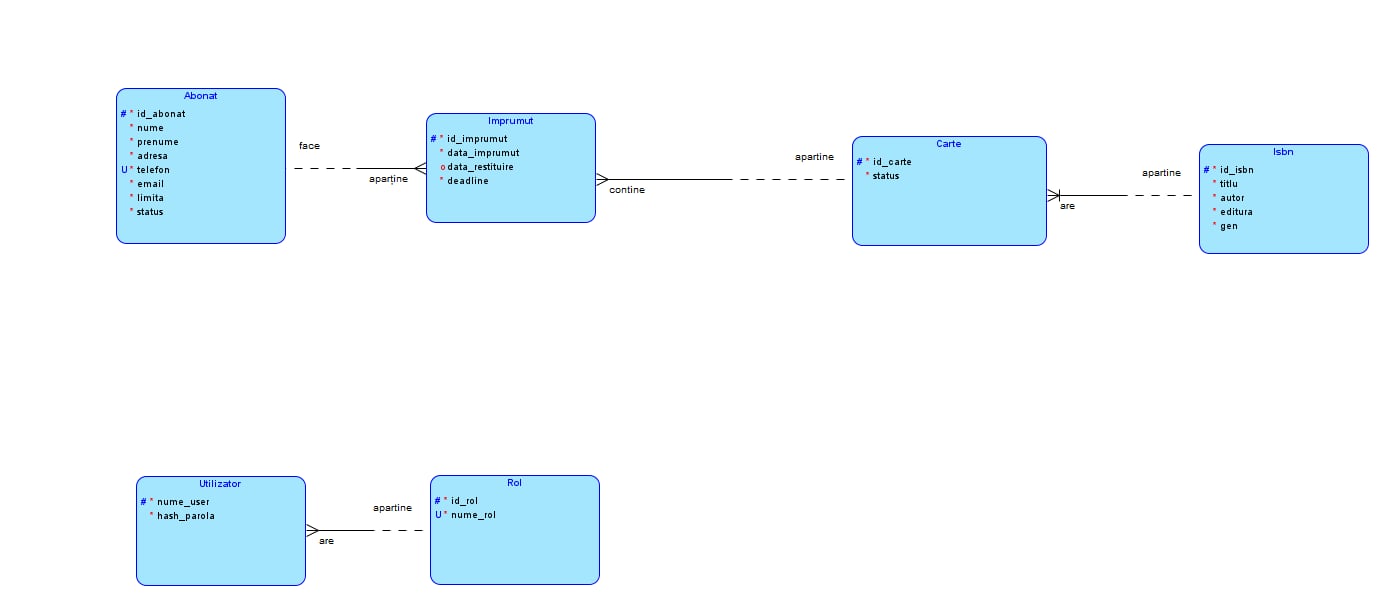 Abonat
# * id_abonat
* nume
* prenume
* adresa
U * telefon
* email
* limita
* status
face
aparține
Imprumut
# * id_imprumut
* data_imprumut
o data_restituire
* deadline
contine
apartine
Carte
# * id_carte
* status
are
apartine
Isbn
# * id_isbn
* titlu
* autor
* editura
* gen
Utilizator
# * nume_user
* hash_parola
are
apartine
Rol
# * id_rol
U * nume_rol